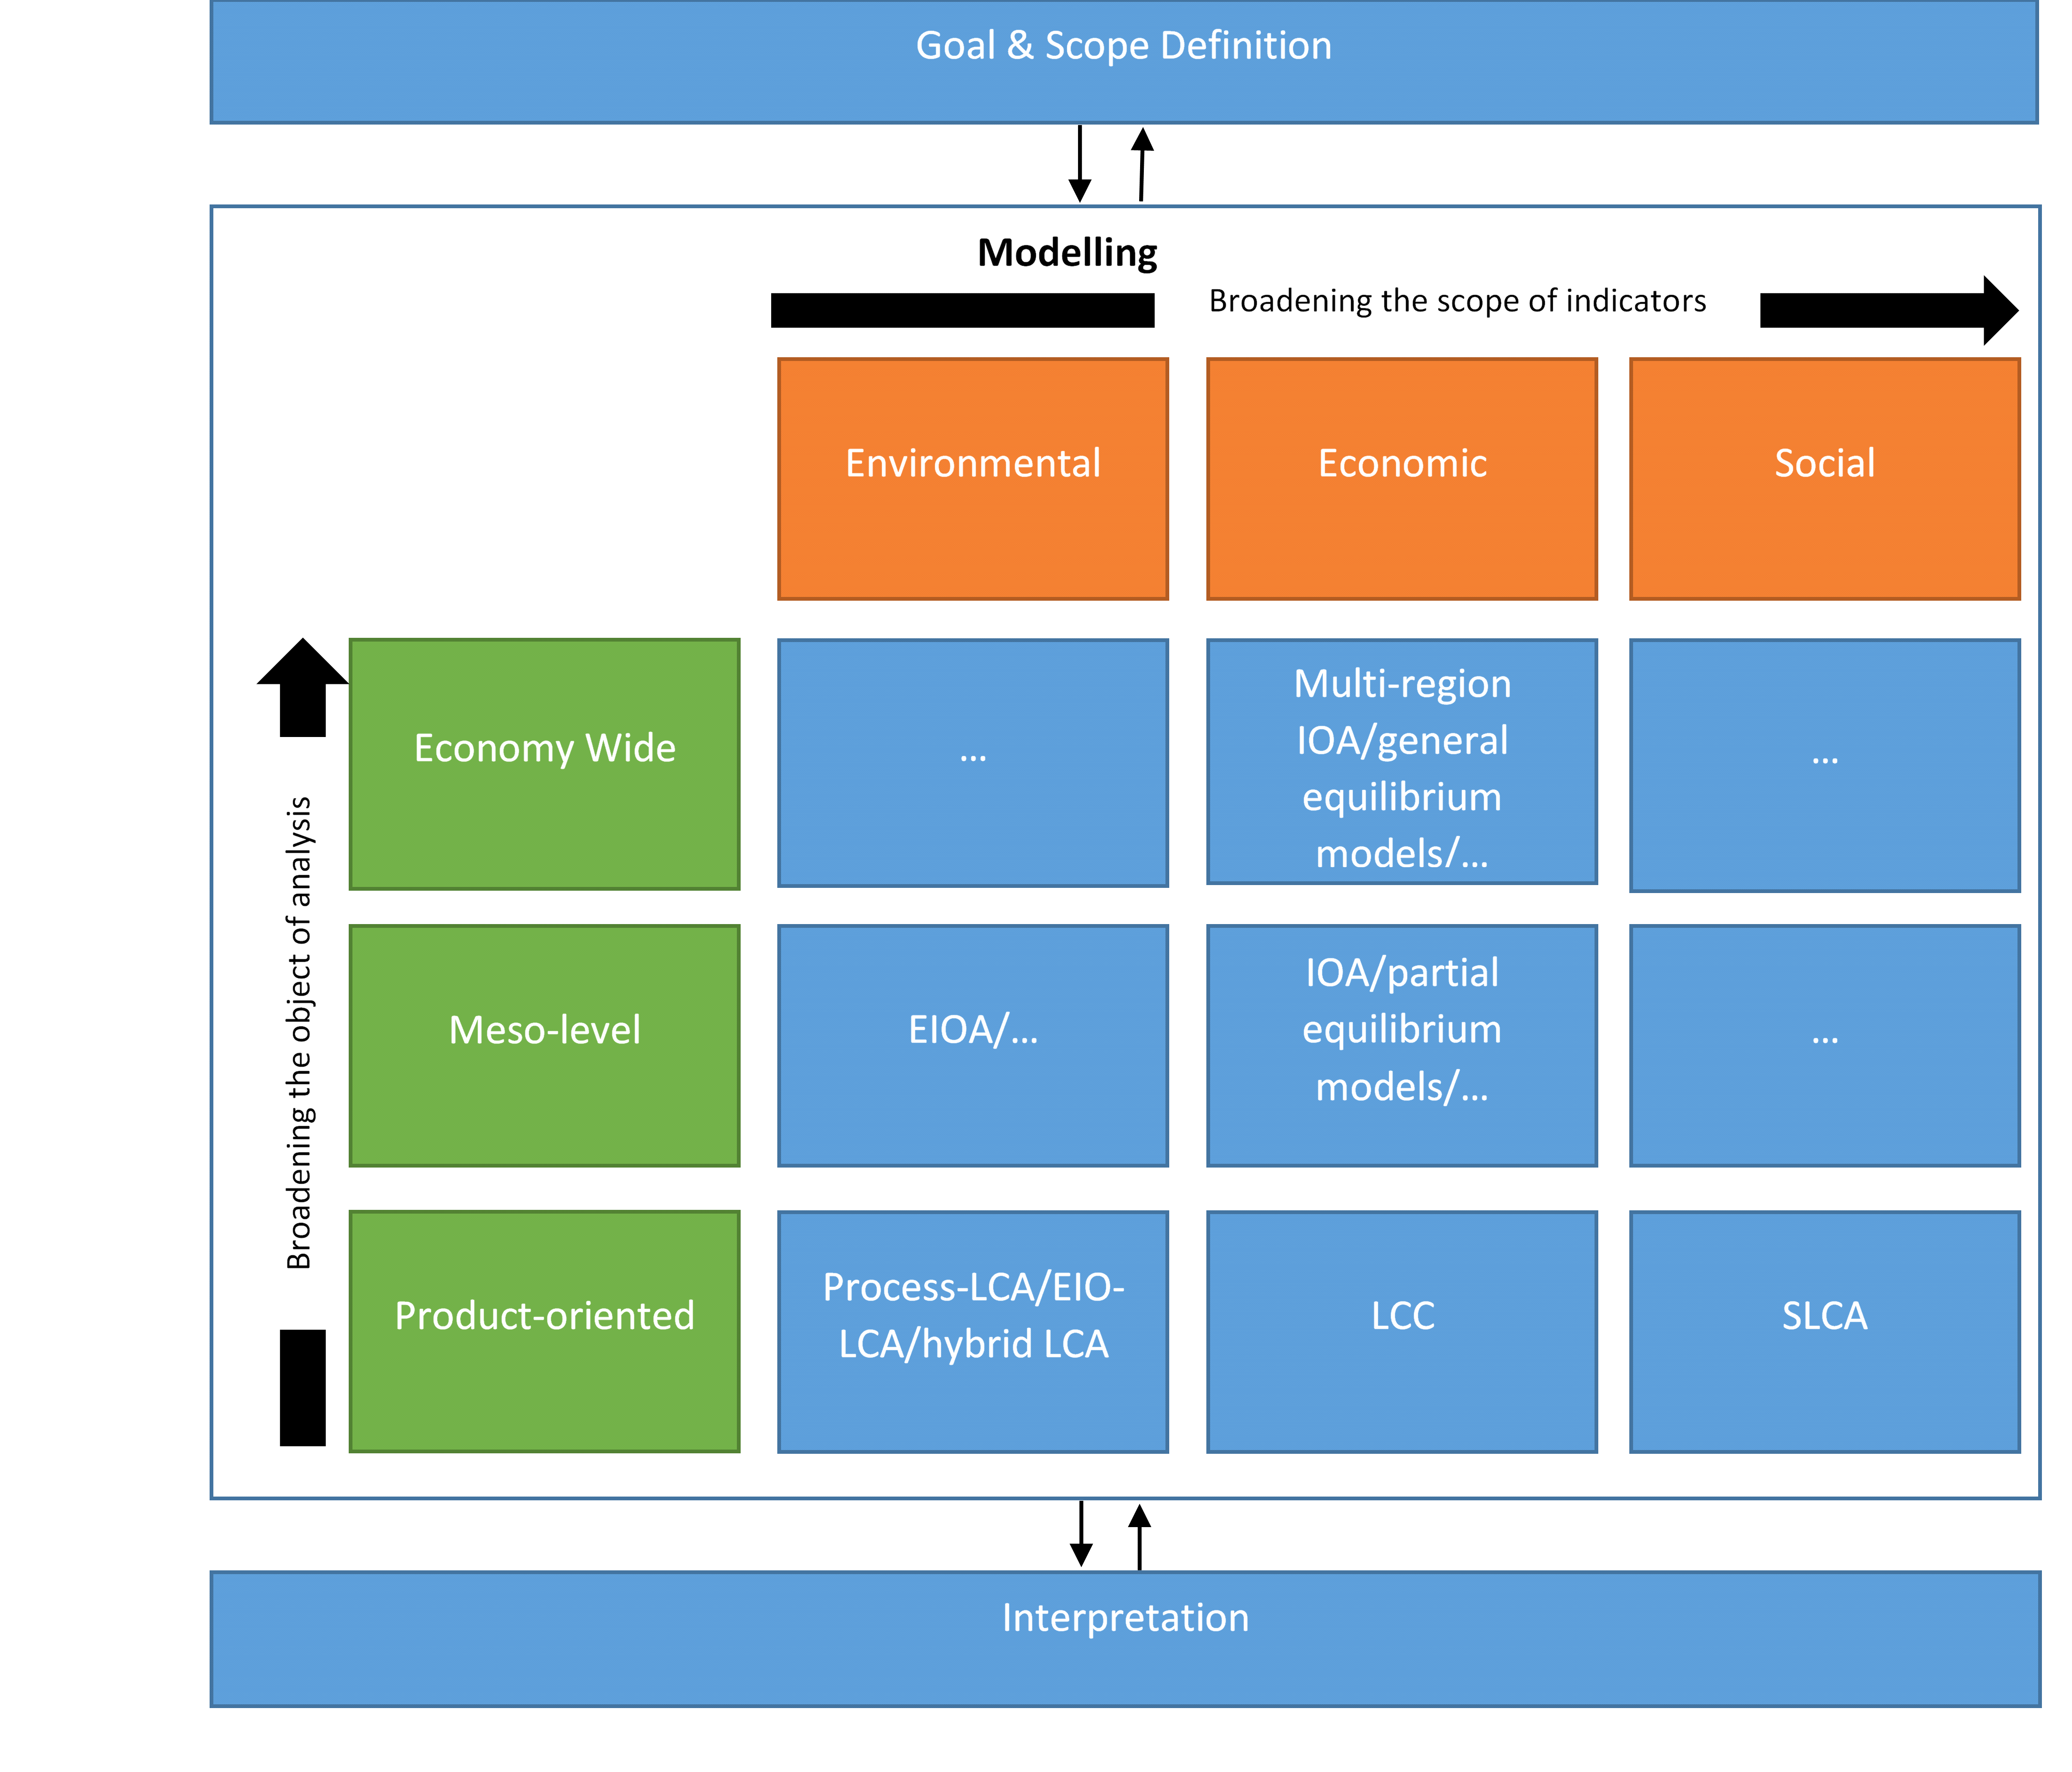 Goal & Scope Definition
Modelling
Broadening the scope of indicators
Environmental
Economic
Social
Broadening the object of analysis
Economy Wide
…
Multi-region
IOA/general
equilibrium
models/…
…
Meso-level
EIOA/…
IOA/partial
equilibrium
models/…
…
Product-oriented
Process-LCA/EIO-
LCA/hybrid LCA
LCC
SLCA
Interpretation